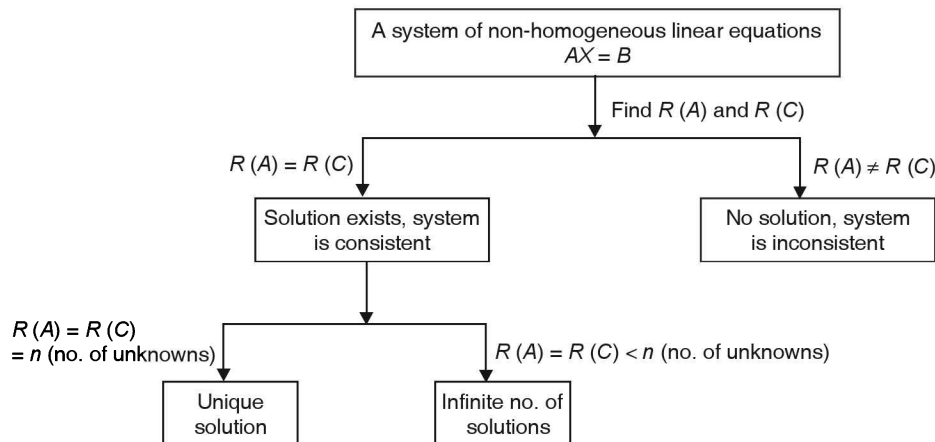 A system of non-homogeneous linear equations
AX = B
Find R (A) and R (C)
R (A) = R (C)
R (A) ≠ R (C)
Solution exists, system
is consistent
No solution, system
is inconsistent
R (A) = R (C)
= n (no. of unknowns)
R (A) = R (C) < n (no. of unknowns)
Unique
solution
Infinite no. of
solutions